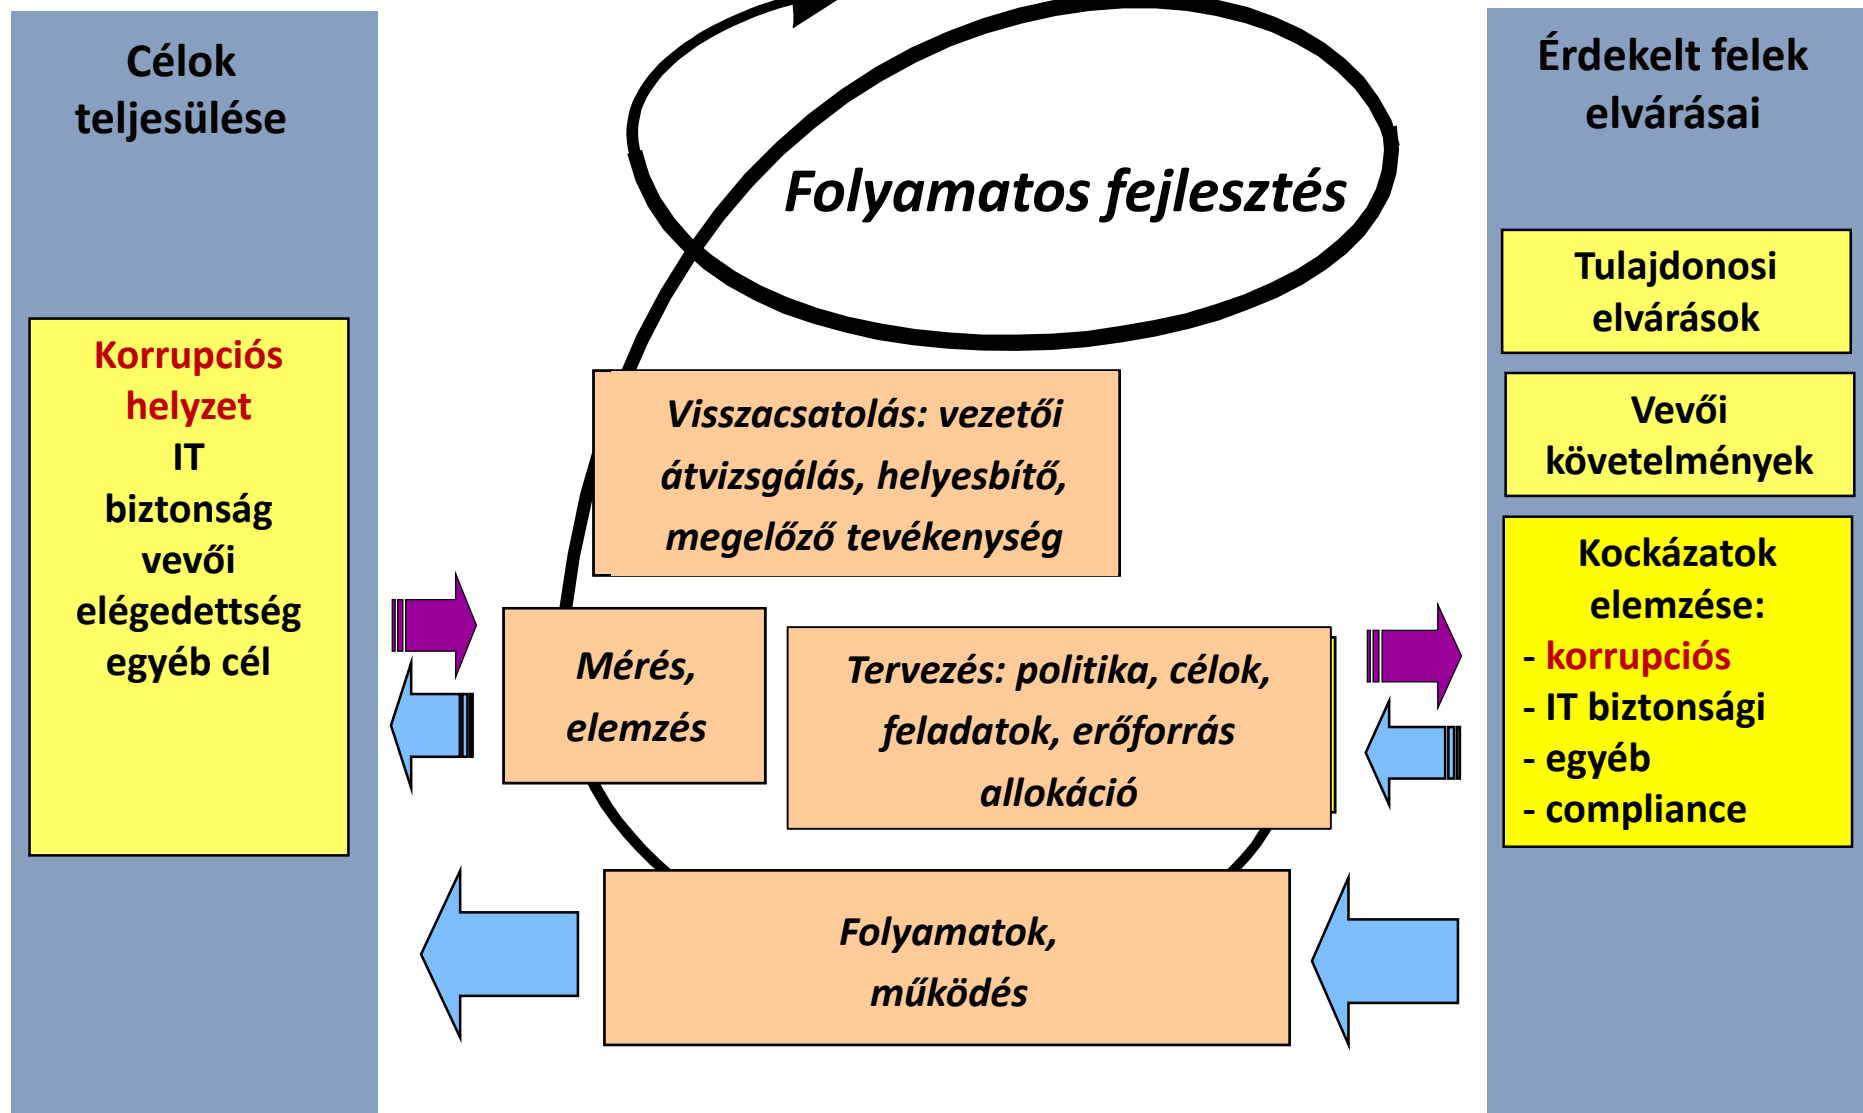 Célok
teljesülése
Korrupciós
helyzet
IT
biztonság
vevői
elégedettség
egyéb cél
Folyamatos fejlesztés
Visszacsatolás: vezetői
átvizsgálás, helyesbítő,
megelőző tevékenység
Mérés,
elemzés
Tervezés: politika, célok,
feladatok, erőforrás
allokáció
Folyamatok,
működés
Érdekelt felek
elvárásai
Tulajdonosi
elvárások
Vevői
követelmények
Kockázatok
elemzése:
- korrupciós
- IT biztonsági
- egyéb
- compliance